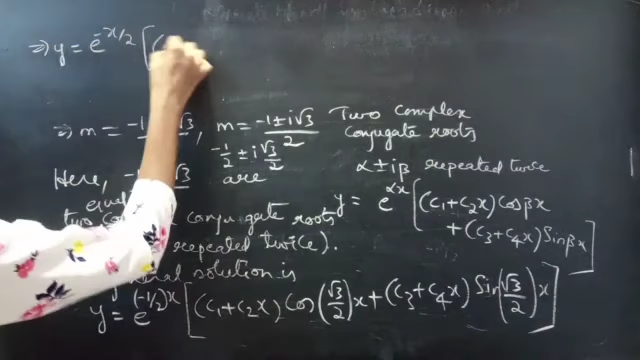 ⇒ y = e^{-x/2} [(
⇒ m = -1 √3 , m = (-1 ± i√3)/2 Two complex
conjugate roots
-1/2 ± i√3/2
α ± iβ repeated twice
Here, √3 are
y = e^{αx} [(C1+C2x) Cos βx
+ (C3+C4x) Sin βx]
two conjugate roots
repeated twice).
solution is
y = e^{(-1/2)x} [(C1+C2x) Cos(√3/2)x + (C3+C4x) Sin(√3/2)x]